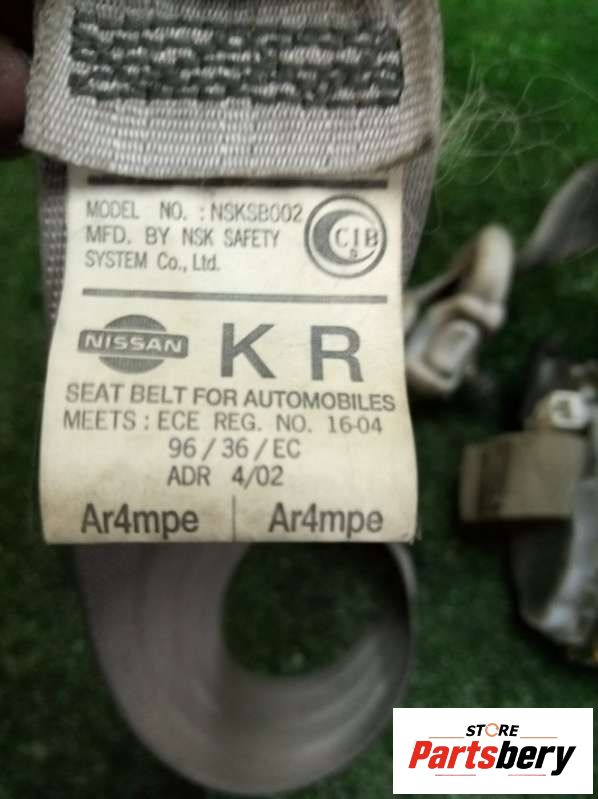 MODEL NO. : NSKSB002
MFD. BY NSK SAFETY
SYSTEM Co., Ltd.
CIB
S
NISSAN
K R
SEAT BELT FOR AUTOMOBILES
MEETS : ECE REG. NO. 16-04
96 / 36 / EC
ADR 4/02
Ar4mpe | Ar4mpe
STORE
Partsbery